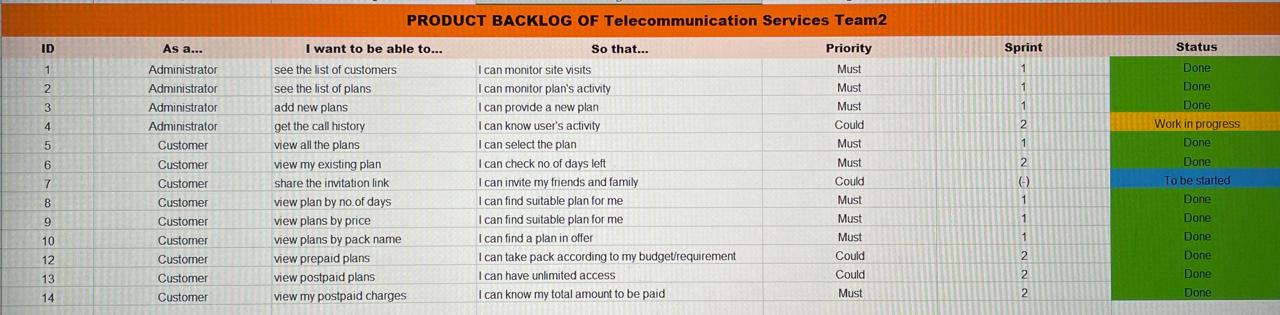 PRODUCT BACKLOG OF Telecommunication Services Team2
ID As a... I want to be able to... So that... Priority Sprint Status
1 Administrator see the list of customers I can monitor site visits Must 1 Done
2 Administrator see the list of plans I can monitor plan's activity Must 1 Done
3 Administrator add new plans I can provide a new plan Must 1 Done
4 Administrator get the call history I can know user's activity Could 2 Work in progress
5 Customer view all the plans I can select the plan Must 1 Done
6 Customer view my existing plan I can check no of days left Must 2 Done
7 Customer share the invitation link I can invite my friends and family Could (-) To be started
8 Customer view plan by no.of days I can find suitable plan for me Must 1 Done
9 Customer view plans by price I can find suitable plan for me Must 1 Done
10 Customer view plans by pack name I can find a plan in offer Must 1 Done
12 Customer view prepaid plans I can take pack according to my budget/requirement Could 2 Done
13 Customer view postpaid plans I can have unlimited access Could 2 Done
14 Customer view my postpaid charges I can know my total amount to be paid Must 2 Done